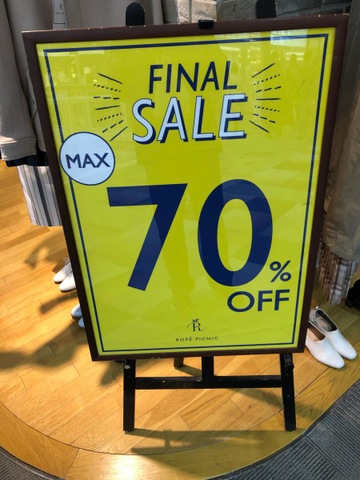 FINAL
SALE
MAX
70%
OFF
R
ROPÉ PICNIC